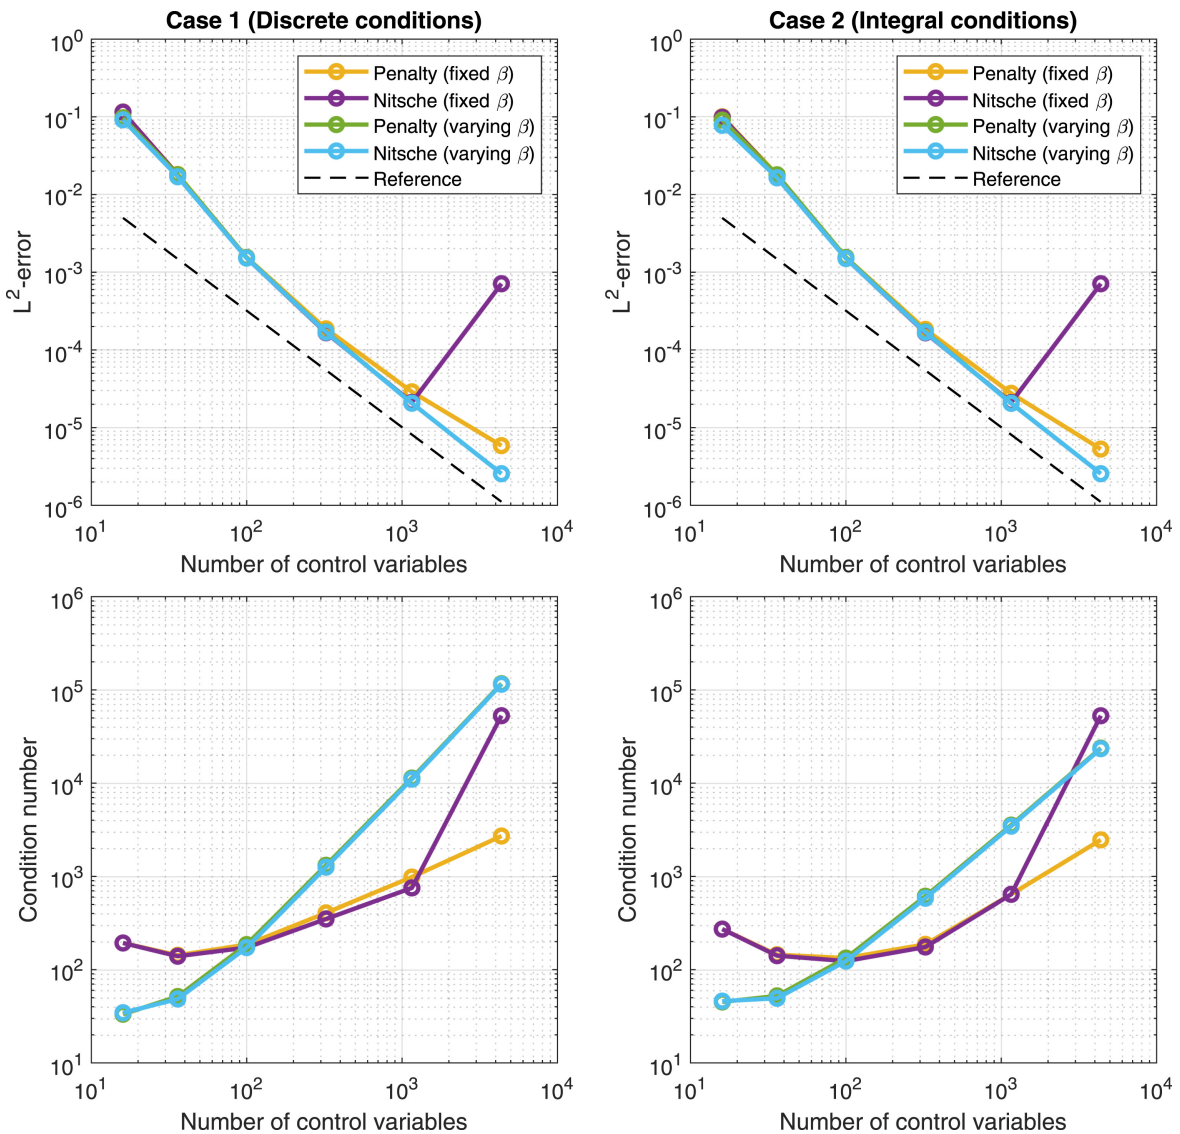 Case 1 (Discrete conditions)
10^0
10^-1
10^-2
10^-3
10^-4
10^-5
10^-6
L^2-error
Penalty (fixed β)
Nitsche (fixed β)
Penalty (varying β)
Nitsche (varying β)
Reference
10^1
10^2
10^3
10^4
Number of control variables
Case 2 (Integral conditions)
10^0
10^-1
10^-2
10^-3
10^-4
10^-5
10^-6
L^2-error
Penalty (fixed β)
Nitsche (fixed β)
Penalty (varying β)
Nitsche (varying β)
Reference
10^1
10^2
10^3
10^4
Number of control variables
10^6
10^5
10^4
10^3
10^2
10^1
Condition number
10^1
10^2
10^3
10^4
Number of control variables
10^6
10^5
10^4
10^3
10^2
10^1
Condition number
10^1
10^2
10^3
10^4
Number of control variables